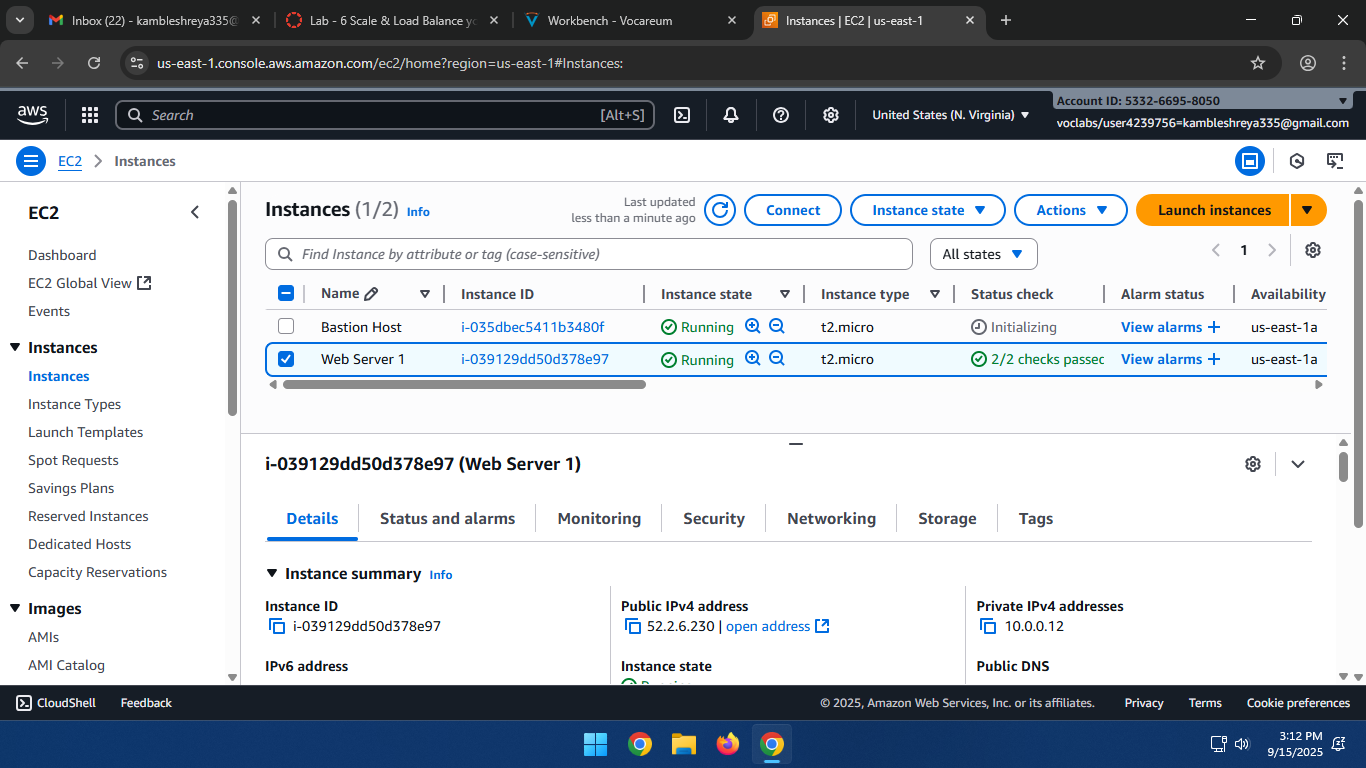 Inbox (22) - kambleshreya335@
Lab - 6 Scale & Load Balance yo
Workbench - Vocareum
Instances | EC2 | us-east-1
us-east-1.console.aws.amazon.com/ec2/home?region=us-east-1#Instances:
aws
Search
[Alt+S]
United States (N. Virginia)
Account ID: 5332-6695-8050
voclabs/user4239756=kambleshreya335@gmail.com
EC2
Instances
EC2
Dashboard
EC2 Global View
Events
Instances
Instances
Instance Types
Launch Templates
Spot Requests
Savings Plans
Reserved Instances
Dedicated Hosts
Capacity Reservations
Images
AMIs
AMI Catalog
Instances (1/2) Info
Last updated
less than a minute ago
Connect
Instance state
Actions
Launch instances
Find Instance by attribute or tag (case-sensitive)
All states
1
Name Instance ID Instance state Instance type Status check Alarm status Availability
Bastion Host i-035dbec5411b3480f Running t2.micro Initializing View alarms + us-east-1a
Web Server 1 i-039129dd50d378e97 Running t2.micro 2/2 checks passec View alarms + us-east-1a
i-039129dd50d378e97 (Web Server 1)
Details Status and alarms Monitoring Security Networking Storage Tags
Instance summary Info
Instance ID
i-039129dd50d378e97
Public IPv4 address
52.2.6.230 | open address
Private IPv4 addresses
10.0.0.12
IPv6 address
Instance state
Running
Public DNS
CloudShell
Feedback
© 2025, Amazon Web Services, Inc. or its affiliates.
Privacy
Terms
Cookie preferences
3:12 PM
9/15/2025